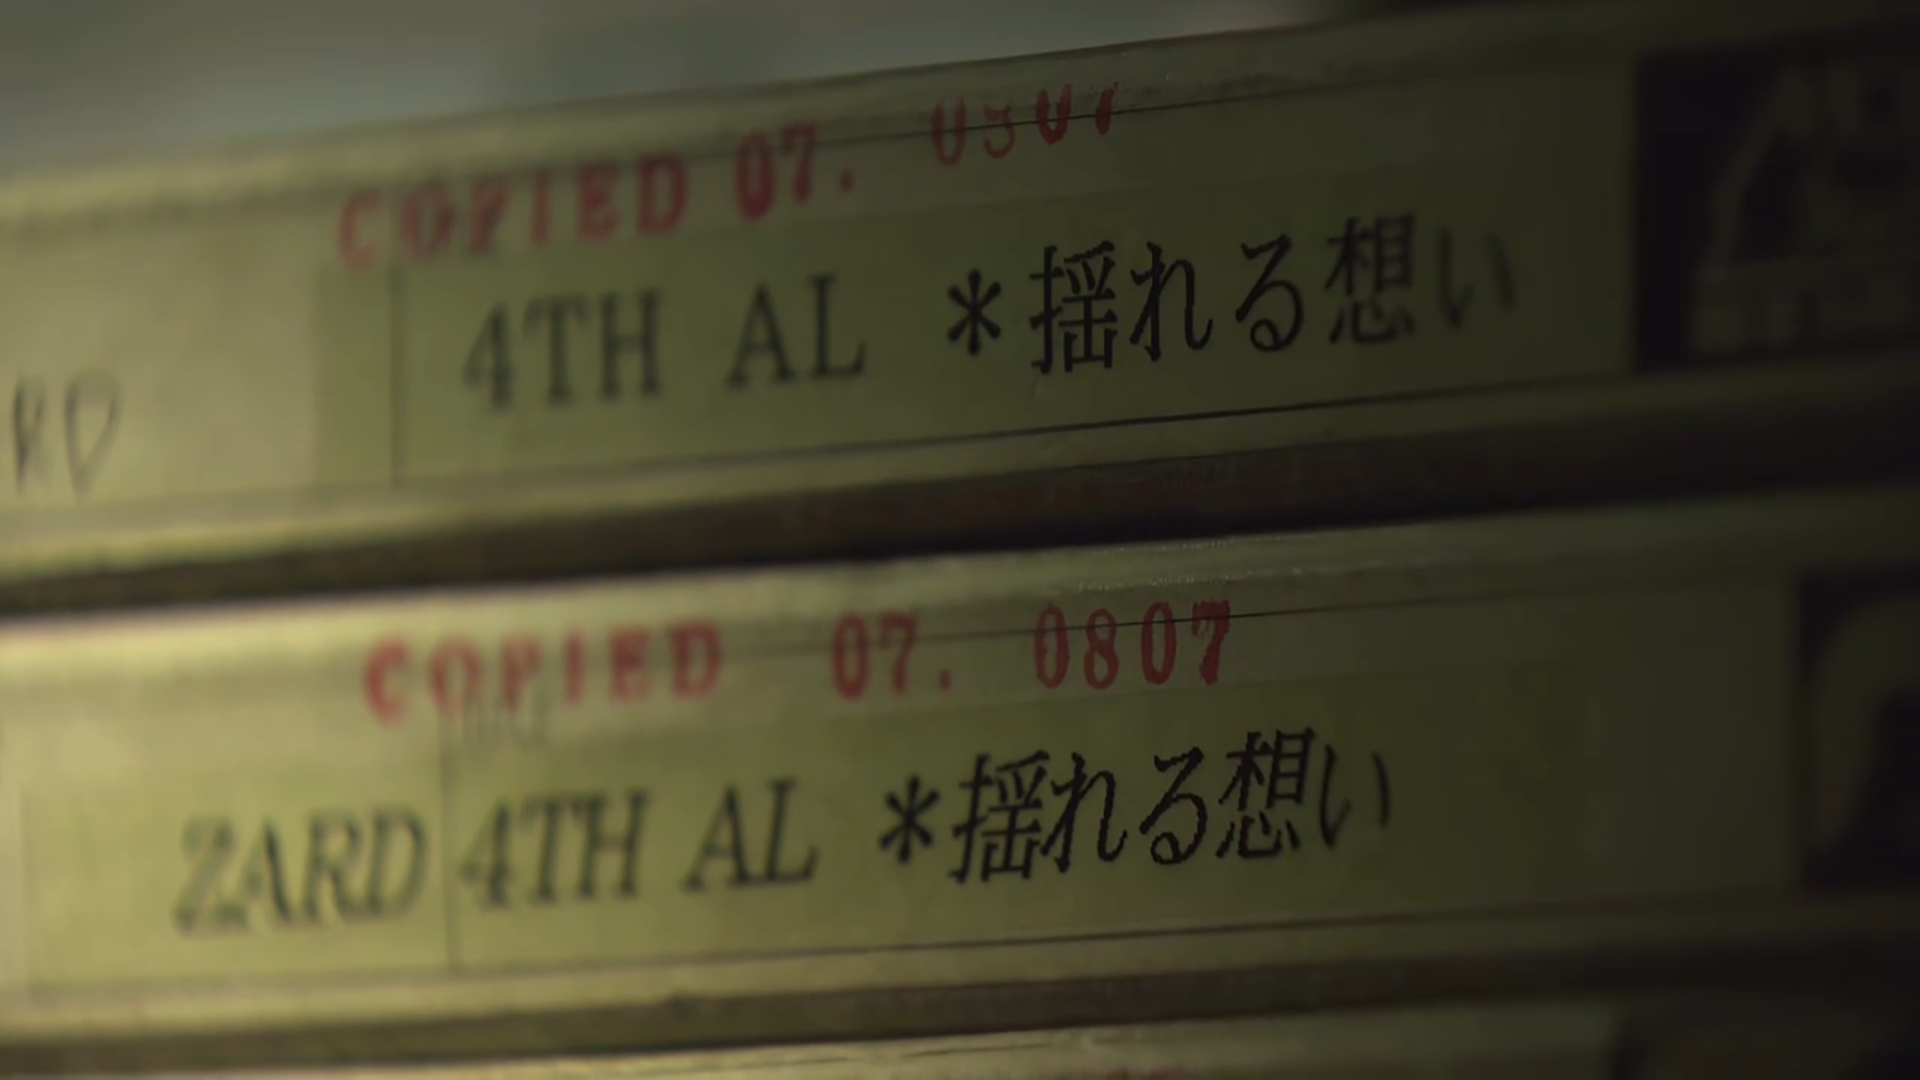 COPIED 07.
RD
4TH AL *揺れる想い
COPIED 07. 0807
ZARD 4TH AL *揺れる想い